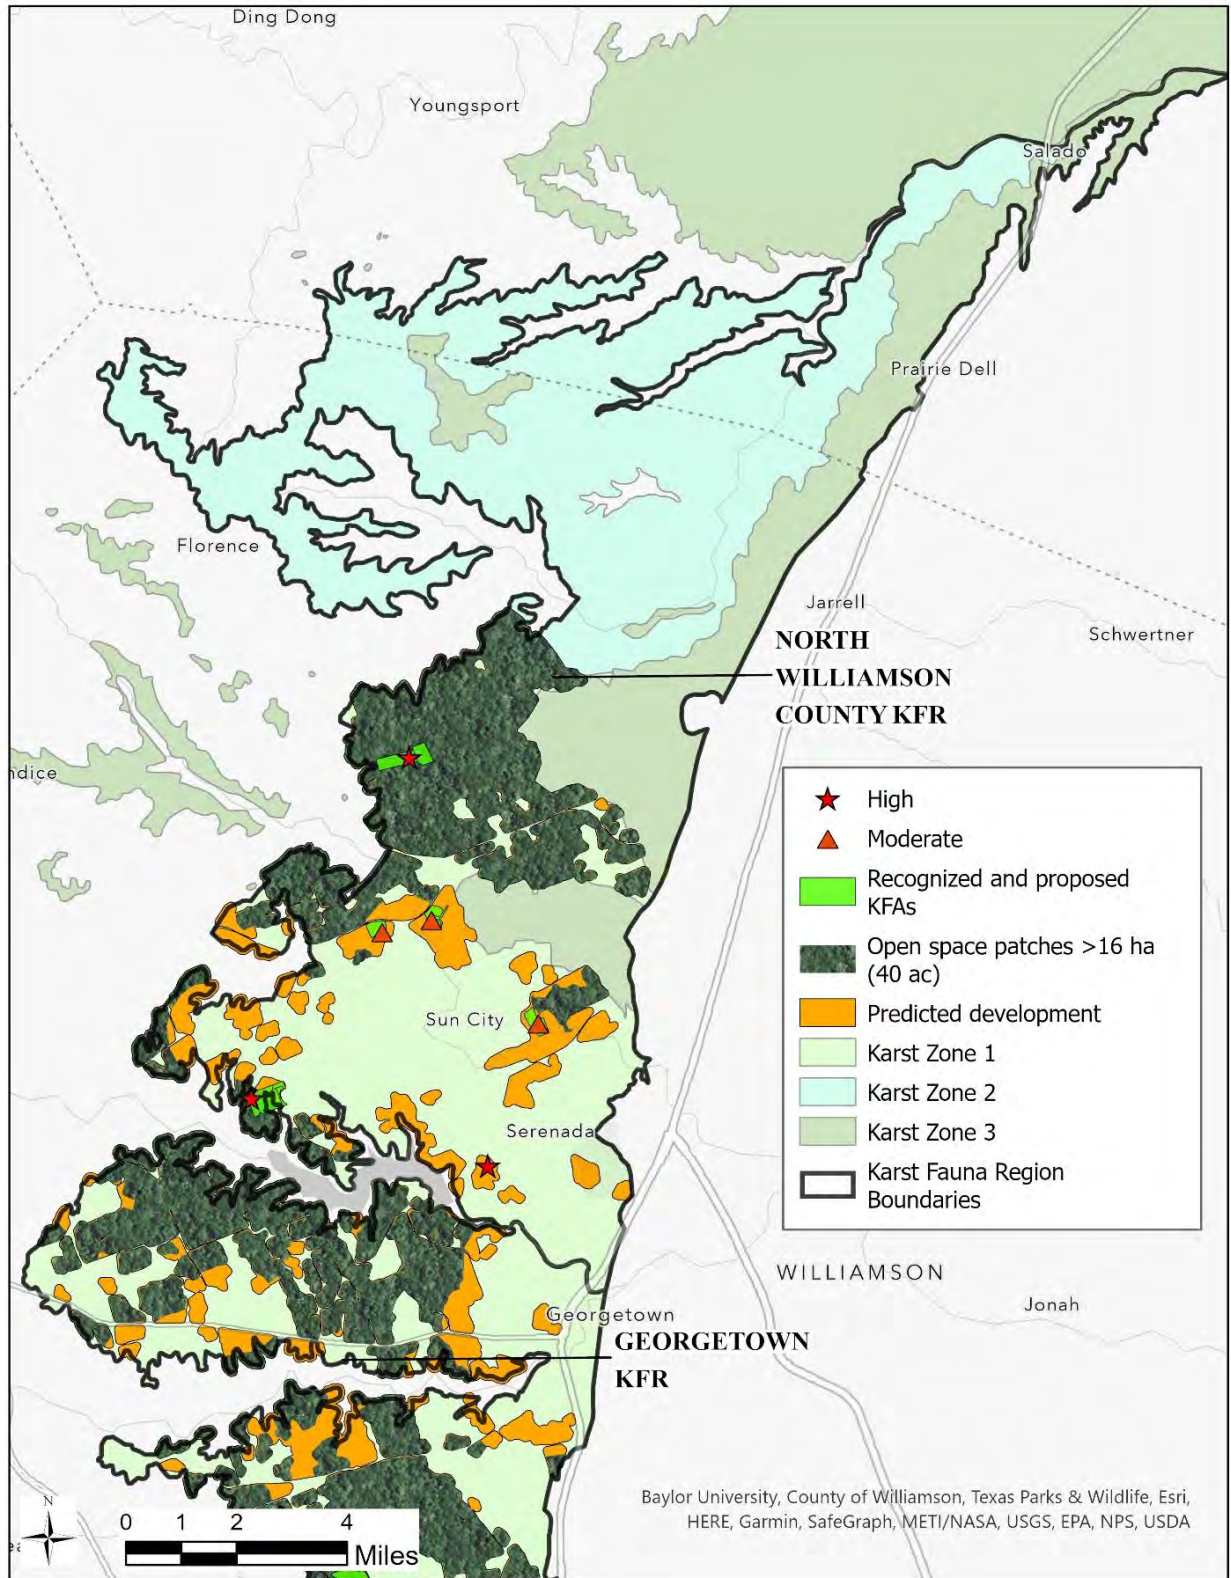 Ding Dong
Youngsport
Salado
Prairie Dell
Florence
Jarrell
Schwertner
NORTH
WILLIAMSON
COUNTY KFR
ndice
High
Moderate
Recognized and proposed
KFAs
Open space patches >16 ha
(40 ac)
Predicted development
Karst Zone 1
Karst Zone 2
Karst Zone 3
Karst Fauna Region
Boundaries
Sun City
Serenada
WILLIAMSON
Jonah
Georgetown
GEORGETOWN
KFR
Baylor University, County of Williamson, Texas Parks & Wildlife, Esri,
HERE, Garmin, SafeGraph, METI/NASA, USGS, EPA, NPS, USDA
N
0 1 2 4
Miles